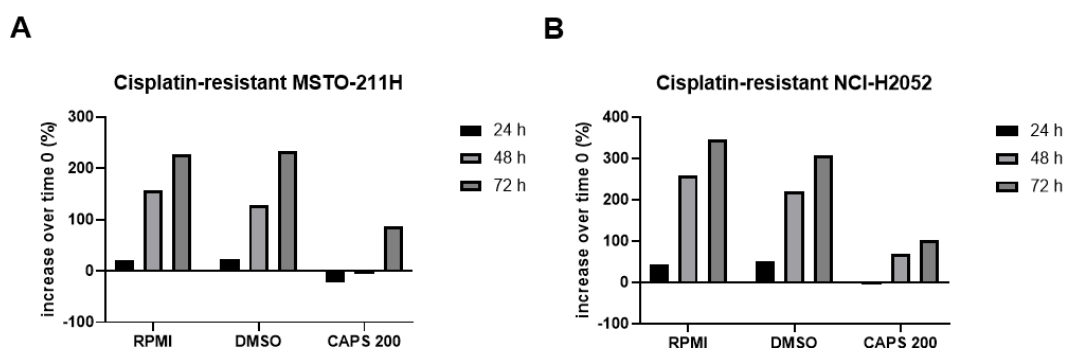 A
Cisplatin-resistant MSTO-211H
increase over time 0 (%)
300
200
100
0
-100
RPMI
DMSO
CAPS 200
24 h
48 h
72 h
B
Cisplatin-resistant NCI-H2052
increase over time 0 (%)
400
300
200
100
0
-100
RPMI
DMSO
CAPS 200
24 h
48 h
72 h